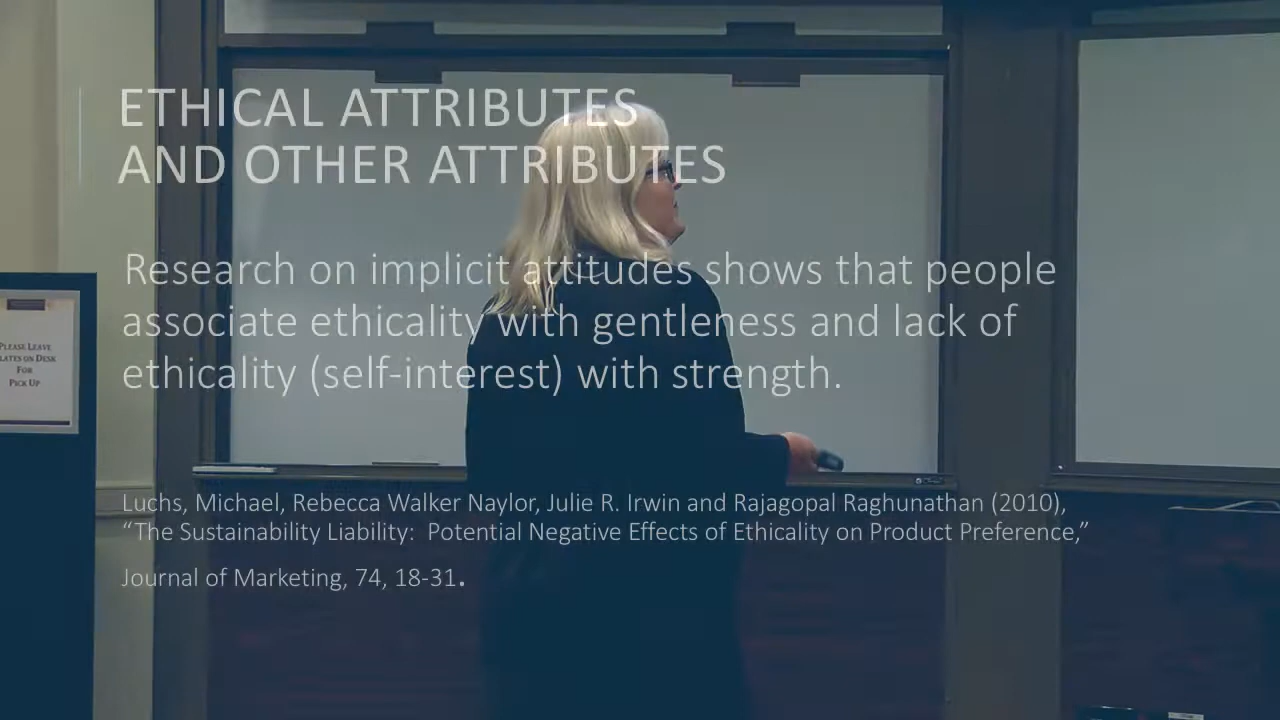 ETHICAL ATTRIBUTES
AND OTHER ATTRIBUTES
Research on implicit attitudes shows that people
associate ethicality with gentleness and lack of
ethicality (self-interest) with strength.
PLEASE LEAVE
LATES ON DESK
FOR
PICK UP
Luchs, Michael, Rebecca Walker Naylor, Julie R. Irwin and Rajagopal Raghunathan (2010),
“The Sustainability Liability:  Potential Negative Effects of Ethicality on Product Preference,”
Journal of Marketing, 74, 18-31.